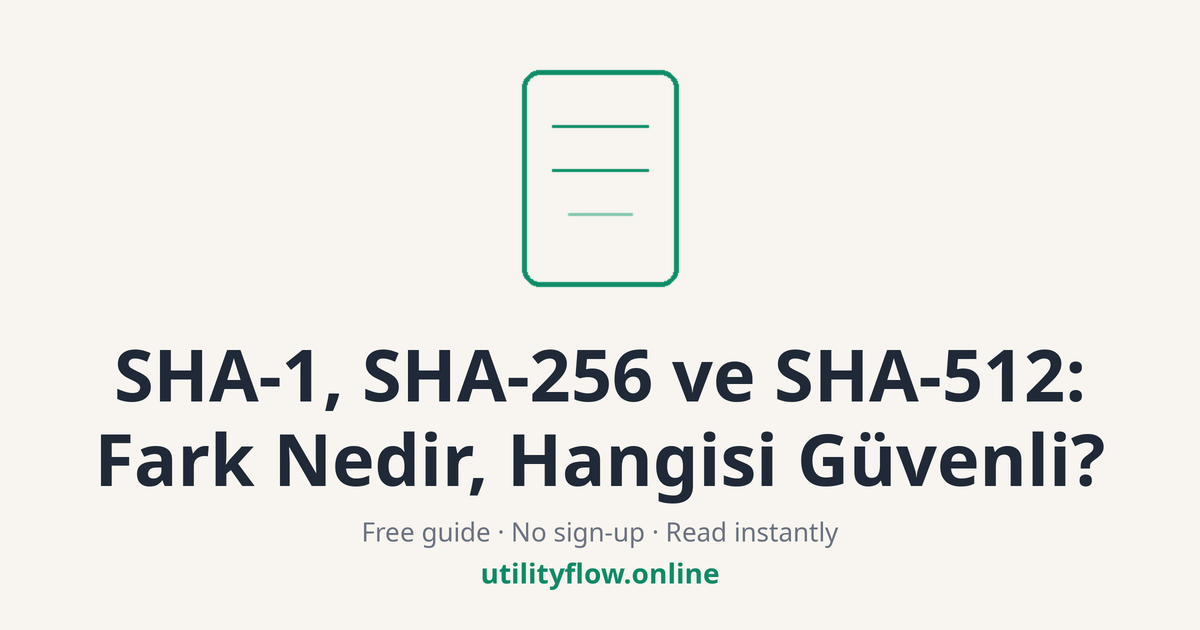 SHA-1, SHA-256 ve SHA-512:
Fark Nedir, Hangisi Güvenli?
Free guide · No sign-up · Read instantly
utilityflow.online